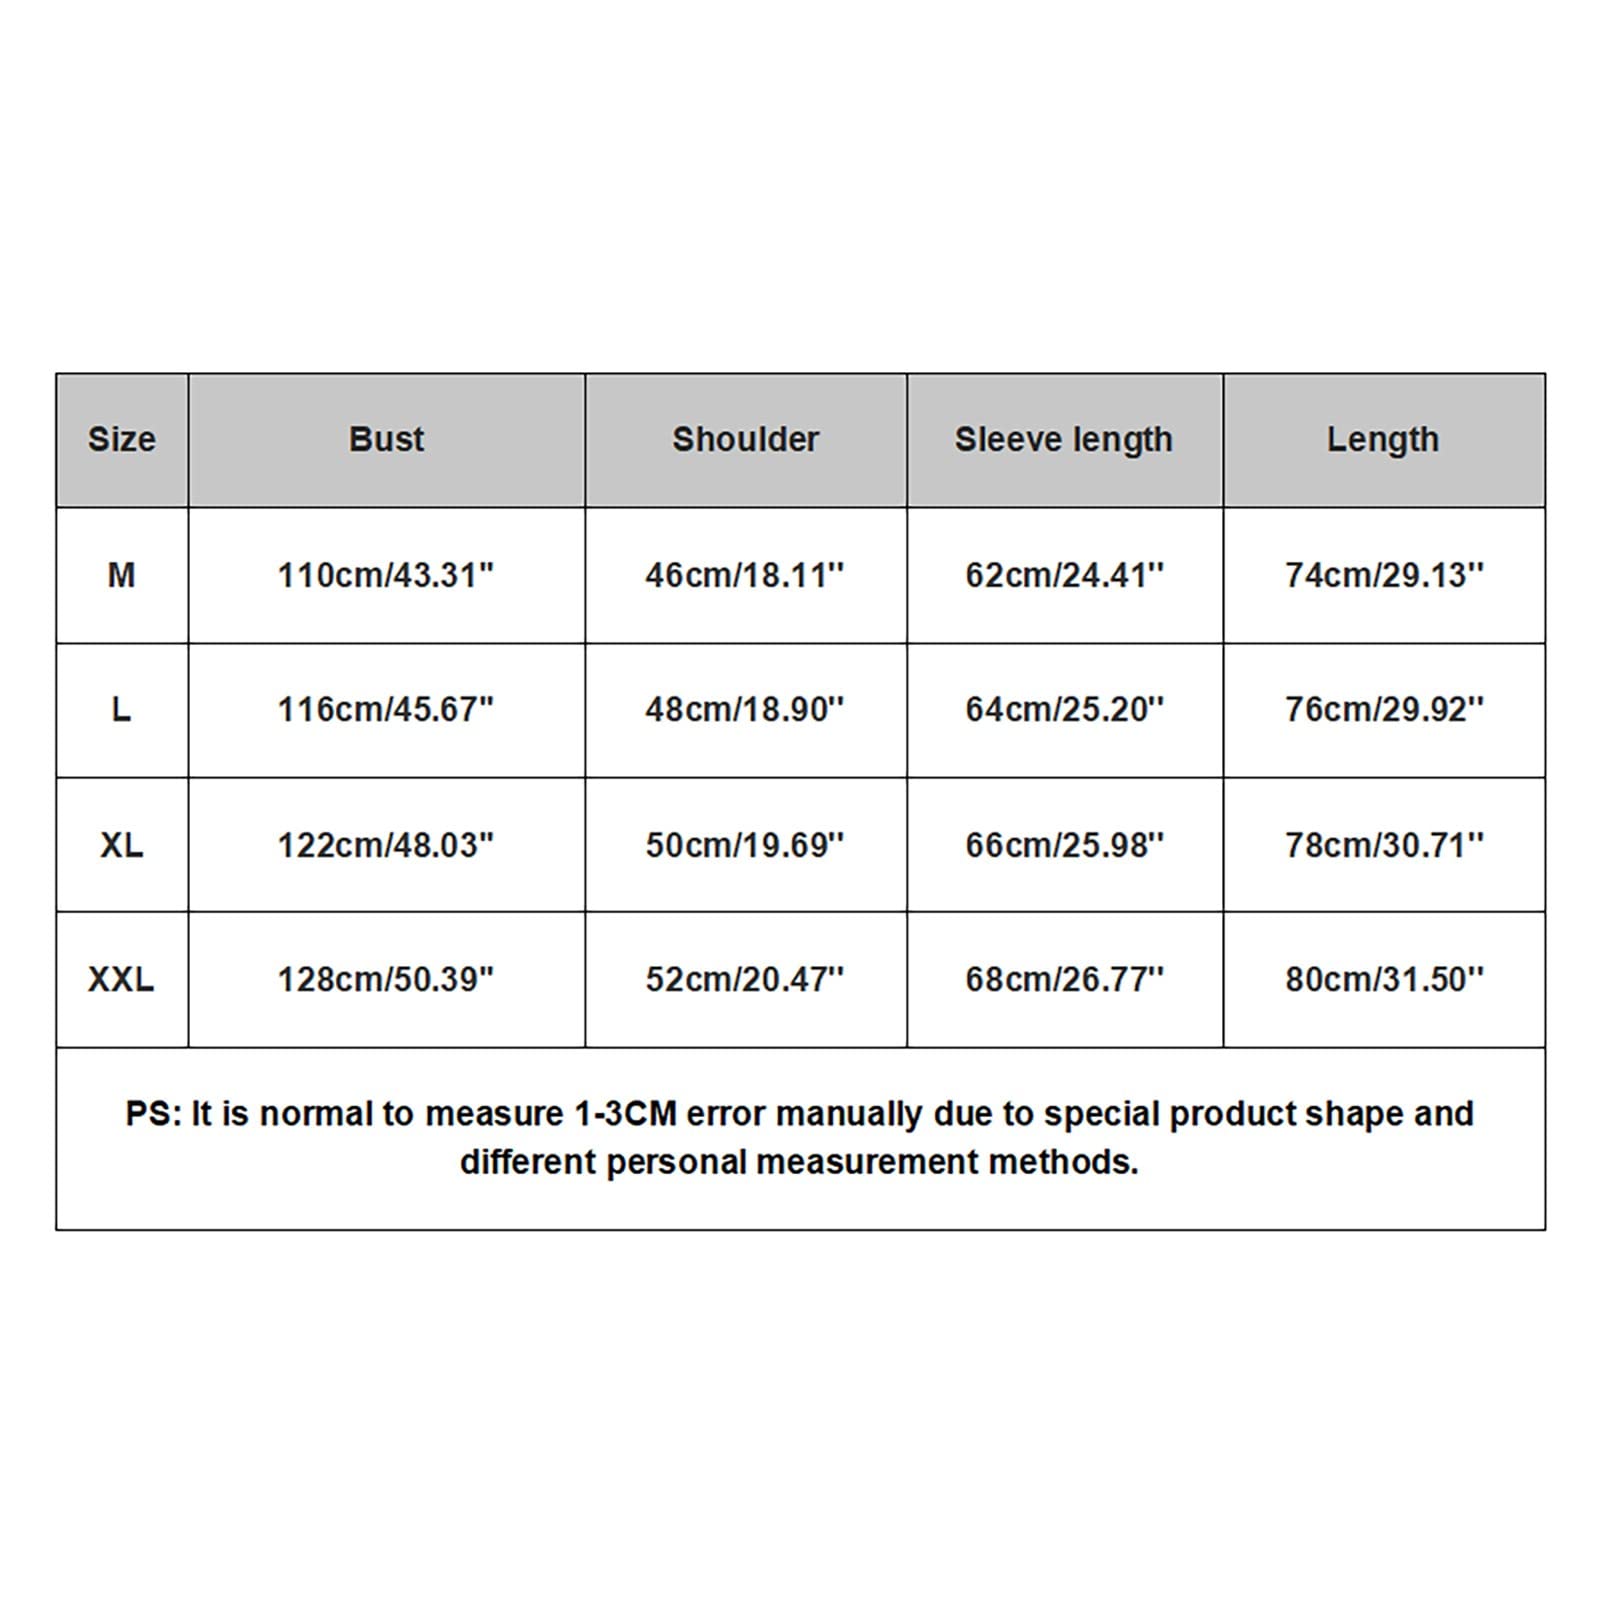 Size Bust Shoulder Sleeve length Length
M 110cm/43.31" 46cm/18.11'' 62cm/24.41'' 74cm/29.13''
L 116cm/45.67" 48cm/18.90'' 64cm/25.20'' 76cm/29.92''
XL 122cm/48.03" 50cm/19.69'' 66cm/25.98'' 78cm/30.71''
XXL 128cm/50.39" 52cm/20.47'' 68cm/26.77'' 80cm/31.50''
PS: It is normal to measure 1-3CM error manually due to special product shape and
different personal measurement methods.